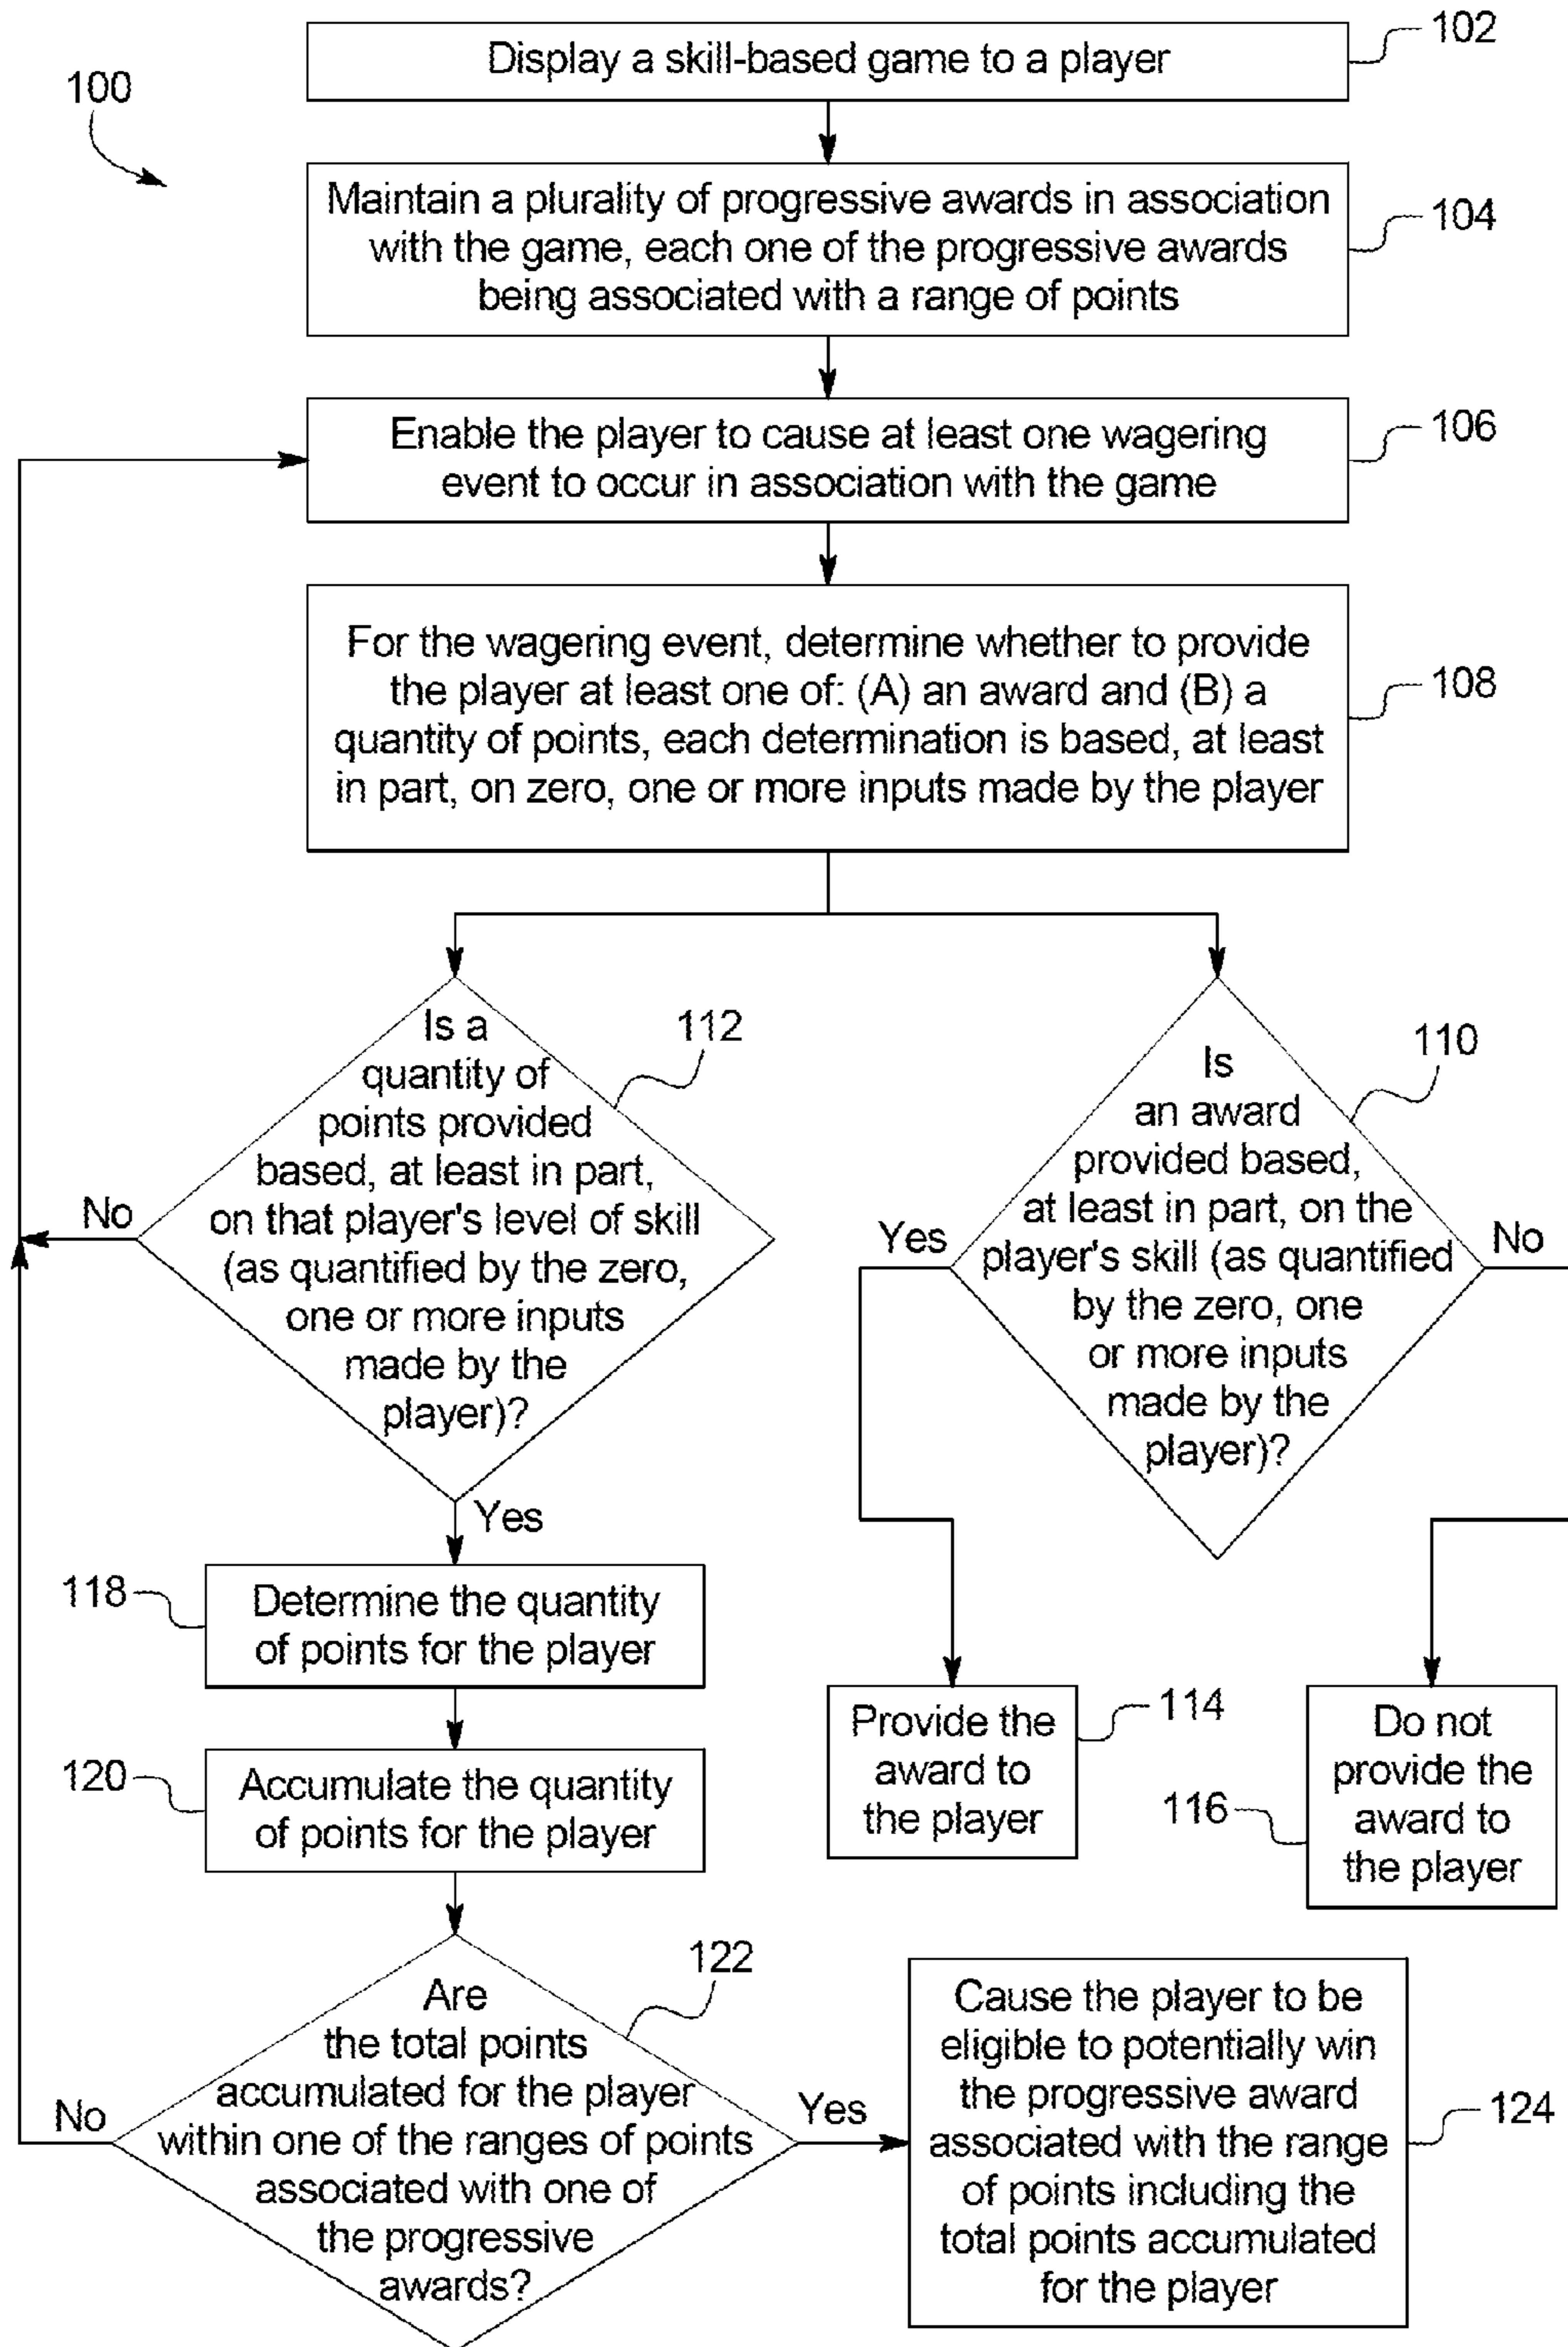 100
Display a skill-based game to a player
102
Maintain a plurality of progressive awards in association
with the game, each one of the progressive awards
being associated with a range of points
104
Enable the player to cause at least one wagering
event to occur in association with the game
106
For the wagering event, determine whether to provide
the player at least one of: (A) an award and (B) a
quantity of points, each determination is based, at least
in part, on zero, one or more inputs made by the player
108
Is a
quantity of
points provided
based, at least in part,
on that player's level of skill
(as quantified by the zero,
one or more inputs
made by the
player)?
112
No
Yes
Is
an award
provided based,
at least in part, on the
player's skill (as quantified
by the zero, one
or more inputs
made by the
player)?
110
Yes
No
118
Determine the quantity
of points for the player
120
Accumulate the quantity
of points for the player
Provide the
award to
the player
114
Do not
provide the
award to
the player
116
Are
the total points
accumulated for the player
within one of the ranges of points
associated with one of
the progressive
awards?
122
No
Yes
Cause the player to be
eligible to potentially win
the progressive award
associated with the range
of points including the
total points accumulated
for the player
124